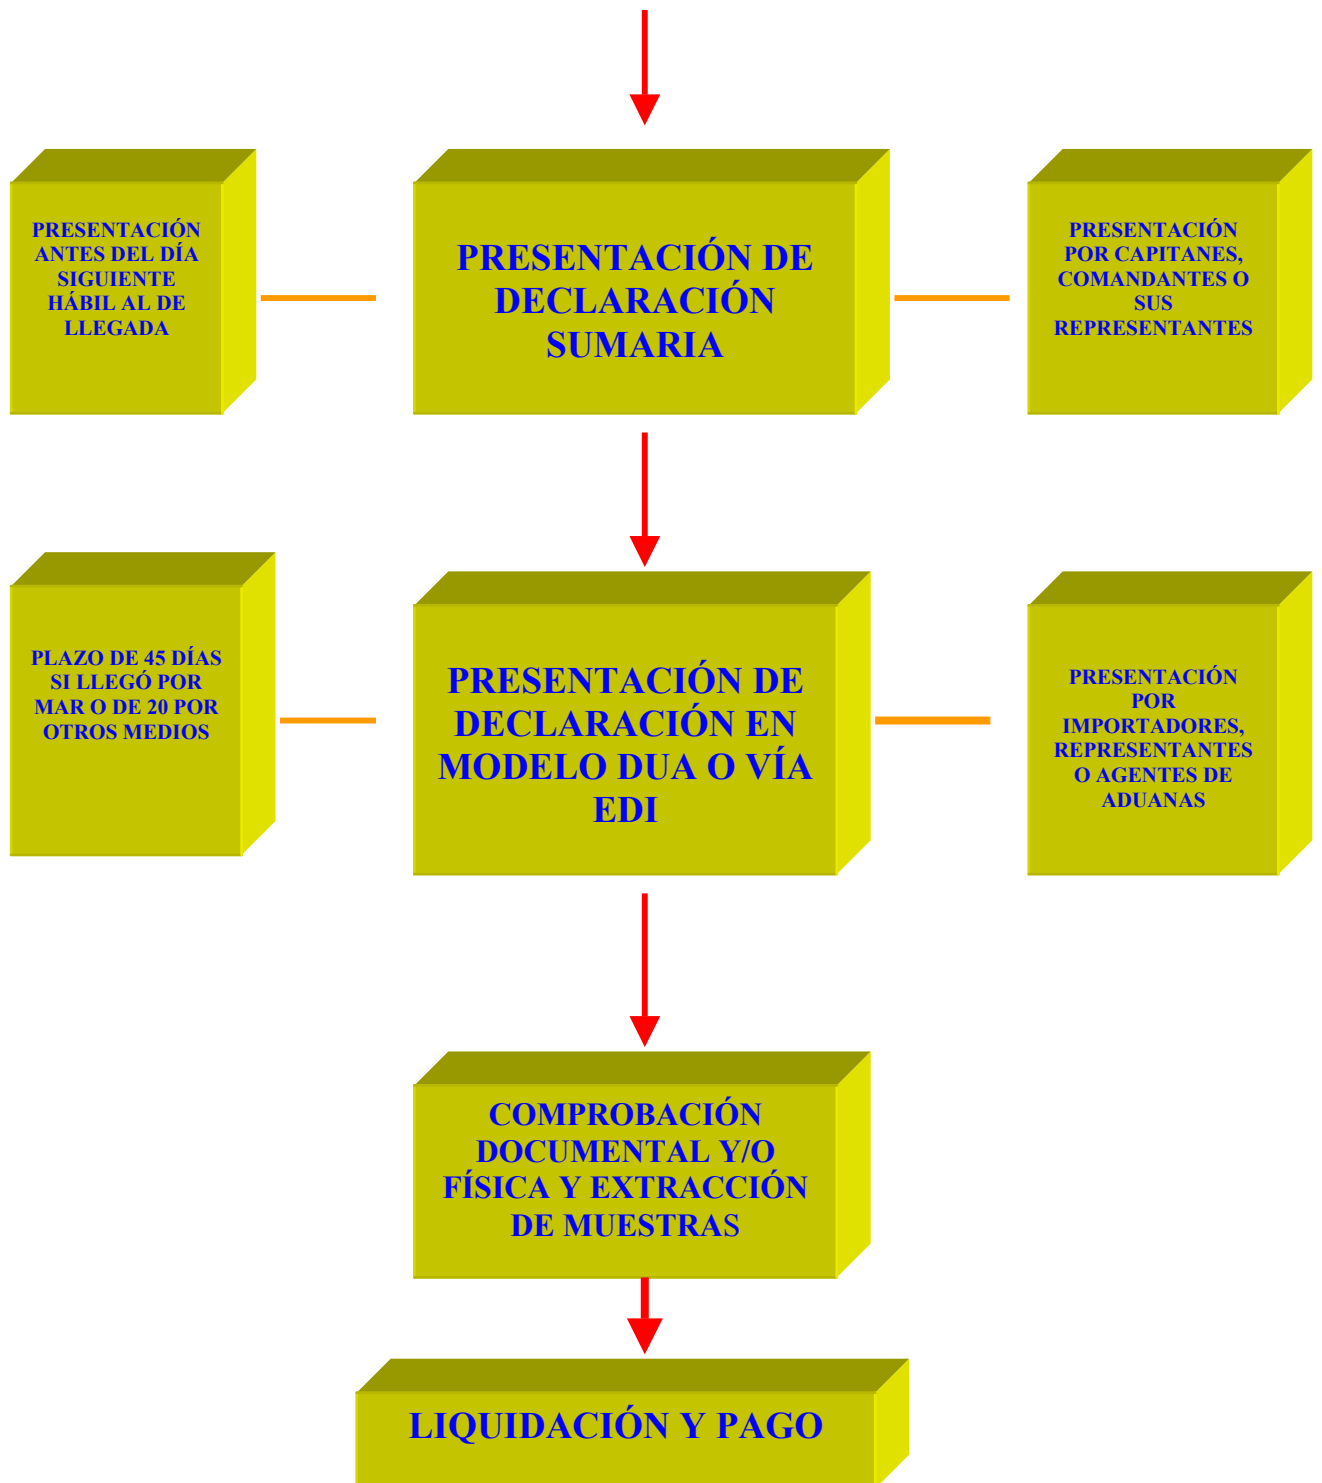 PRESENTACIÓN
ANTES DEL DÍA
SIGUIENTE
HÁBIL AL DE
LLEGADA
PRESENTACIÓN DE
DECLARACIÓN
SUMARIA
PRESENTACIÓN
POR CAPITANES,
COMANDANTES O
SUS
REPRESENTANTES
PLAZO DE 45 DÍAS
SI LLEGÓ POR
MAR O DE 20 POR
OTROS MEDIOS
PRESENTACIÓN DE
DECLARACIÓN EN
MODELO DUA O VÍA
EDI
PRESENTACIÓN
POR
IMPORTADORES,
REPRESENTANTES
O AGENTES DE
ADUANAS
COMPROBACIÓN
DOCUMENTAL Y/O
FÍSICA Y EXTRACCIÓN
DE MUESTRAS
LIQUIDACIÓN Y PAGO